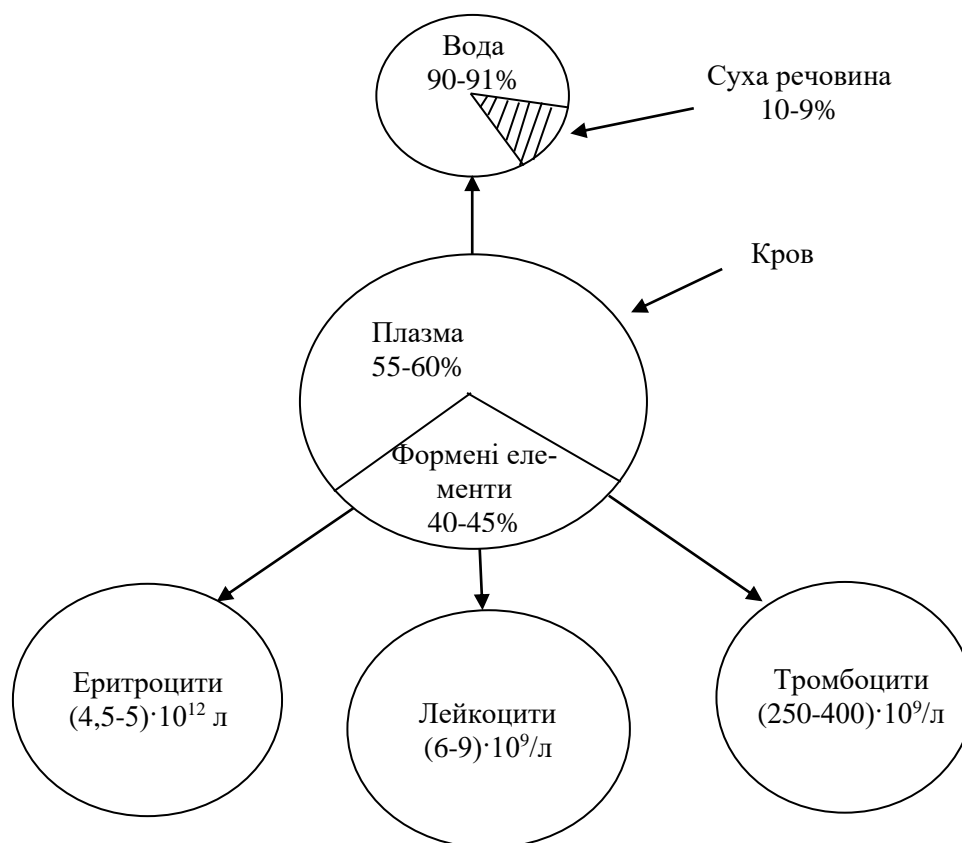 Вода
90-91%
Суха речовина
10-9%
Кров
Плазма
55-60%
Формені еле-
менти
40-45%
Еритроцити
(4,5-5)·10¹² л
Лейкоцити
(6-9)·10⁹/л
Тромбоцити
(250-400)·10⁹/л